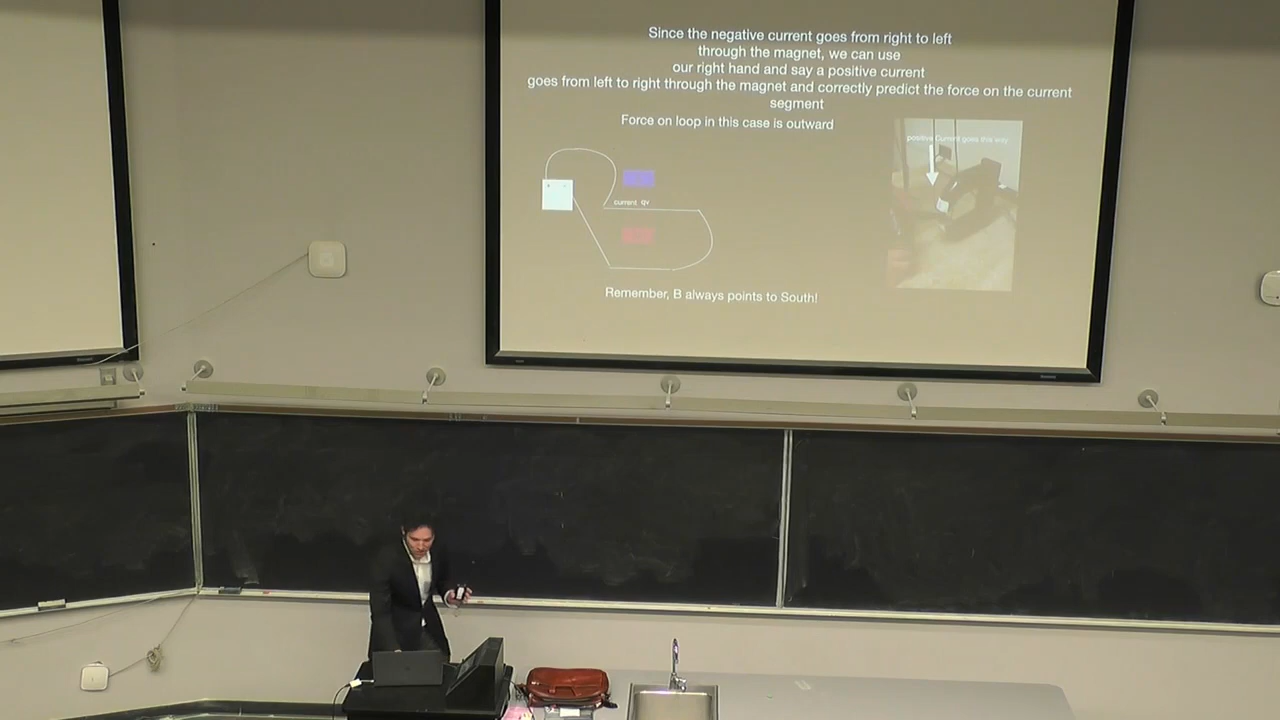 Since the negative current goes from right to left
through the magnet, we can use
our right hand and say a positive current
goes from left to right through the magnet and correctly predict the force on the current
segment
Force on loop in this case is outward
positive Current goes this way
current qv
Remember, B always points to South!